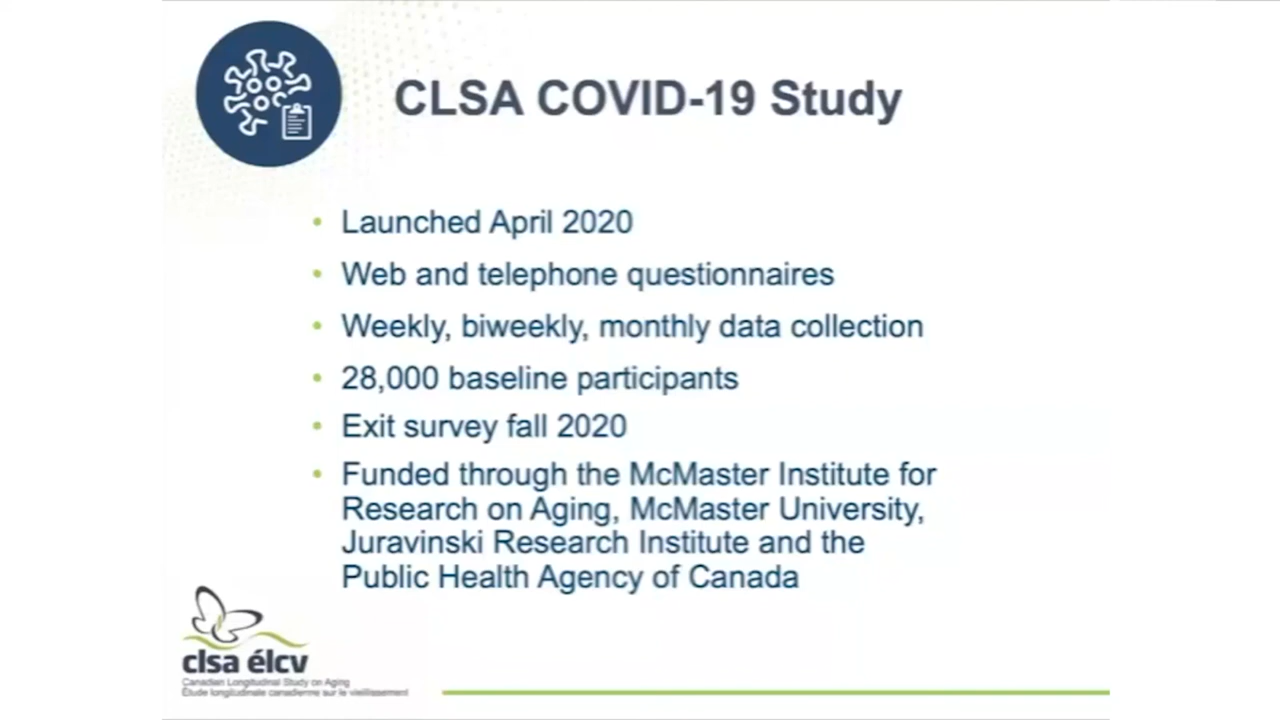 CLSA COVID-19 Study
• Launched April 2020
• Web and telephone questionnaires
• Weekly, biweekly, monthly data collection
• 28,000 baseline participants
• Exit survey fall 2020
• Funded through the McMaster Institute for
Research on Aging, McMaster University,
Juravinski Research Institute and the
Public Health Agency of Canada
clsa élcv
Canadian Longitudinal Study on Aging
Étude longitudinale canadienne sur le vieillissement